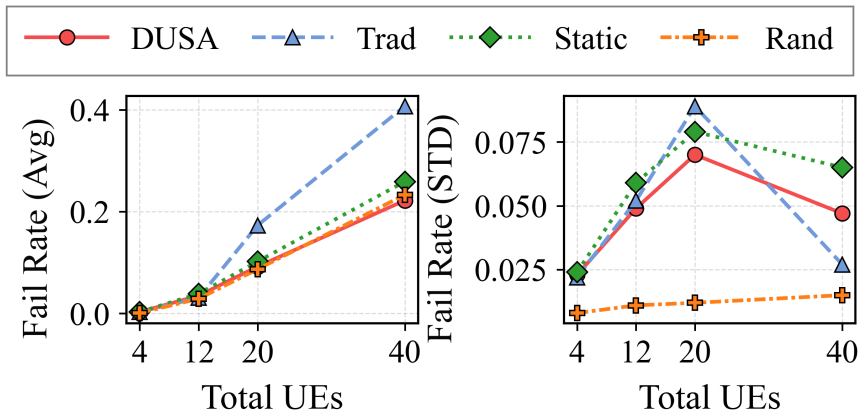 DUSA Trad Static Rand
Fail Rate (Avg)
0.4
0.2
0.0
4 12 20 40
Total UEs
Fail Rate (STD)
0.075
0.050
0.025
4 12 20 40
Total UEs